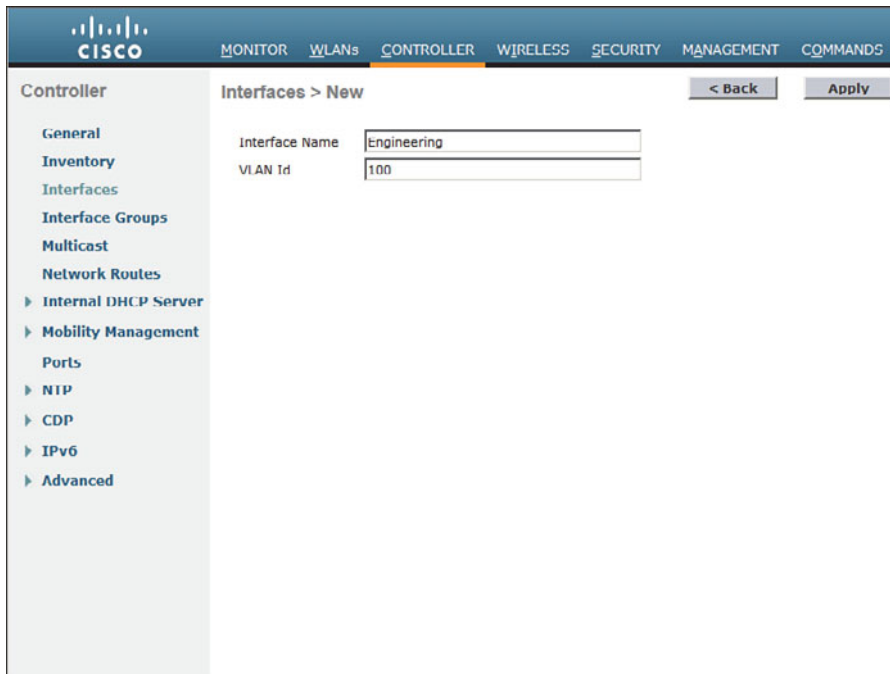 CISCO
MONITOR WLANs CONTROLLER WIRELESS SECURITY MANAGEMENT COMMANDS
Controller
Interfaces > New
< Back
Apply
General
Inventory
Interfaces
Interface Groups
Multicast
Network Routes
Internal DHCP Server
Mobility Management
Ports
NTP
CDP
IPv6
Advanced
Interface Name Engineering
VLAN Id 100